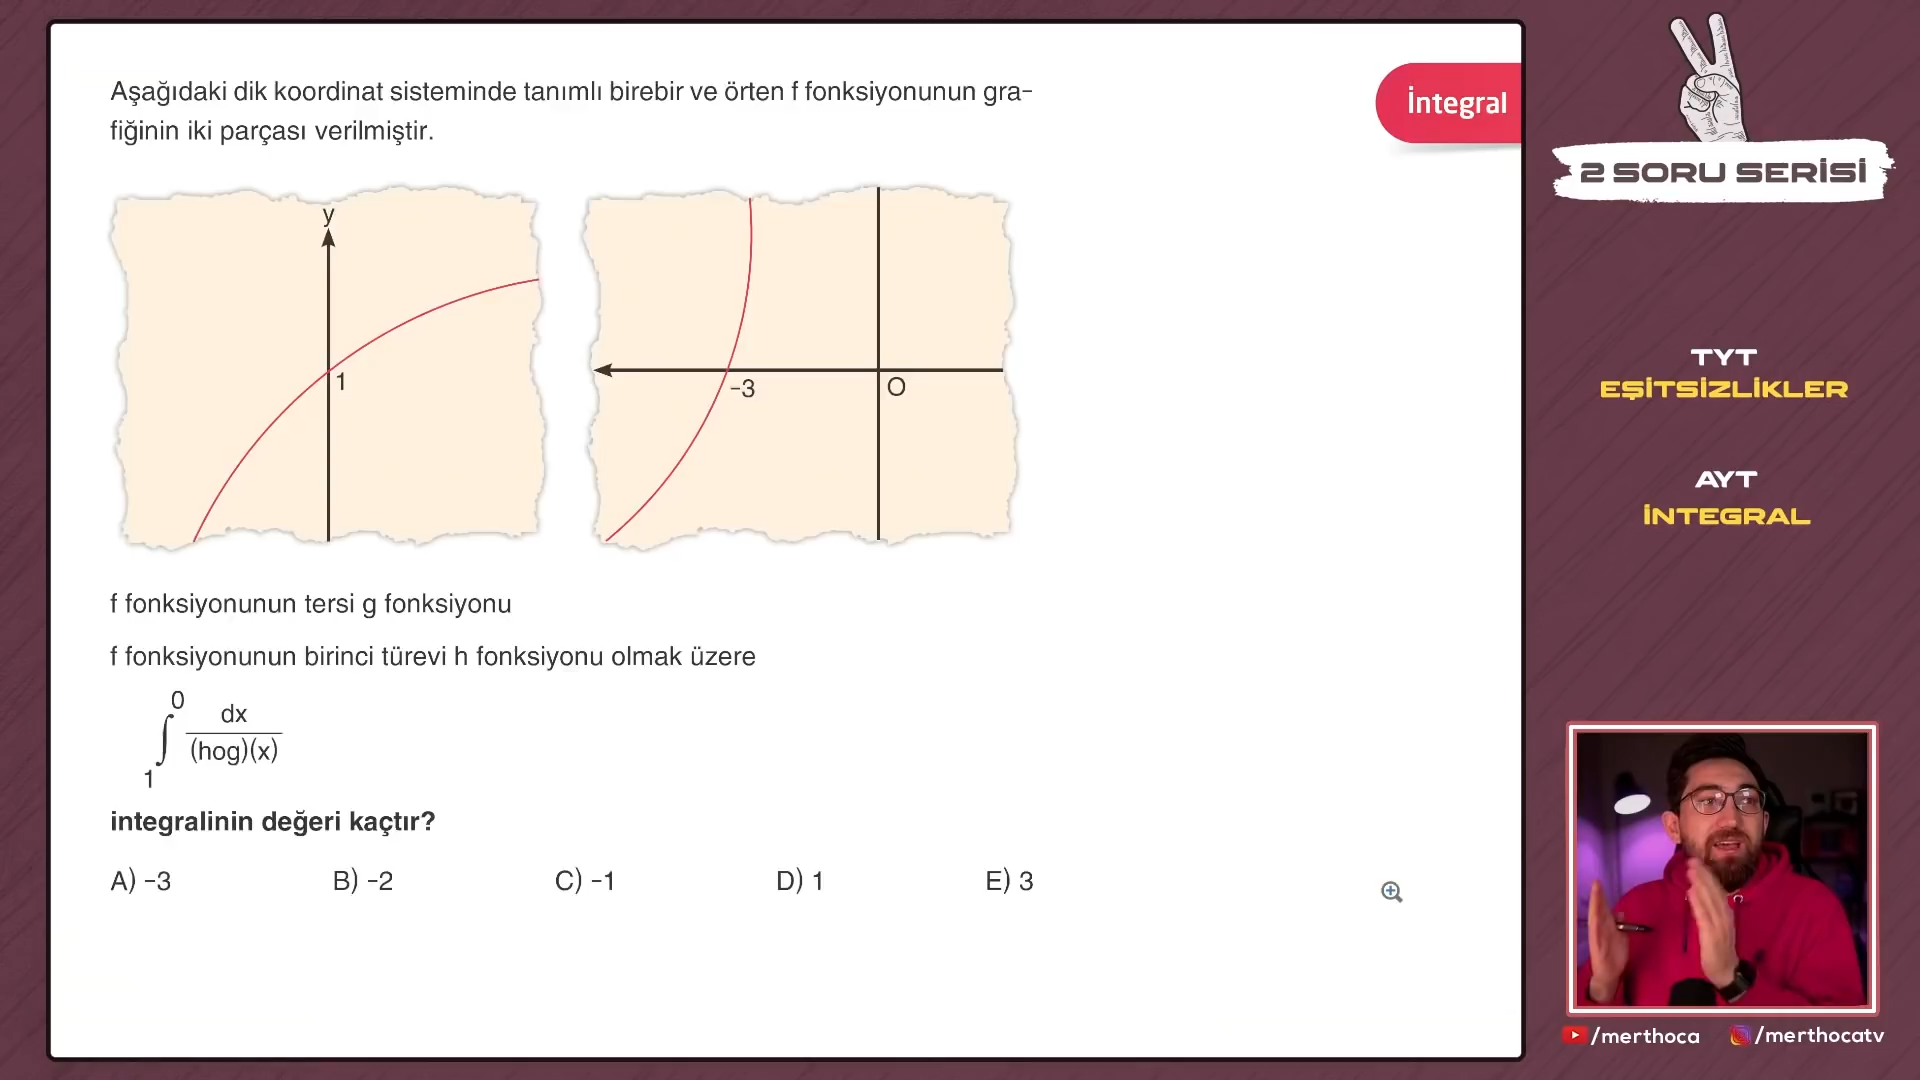 Aşağıdaki dik koordinat sisteminde tanımlı birebir ve örten f fonksiyonunun gra-
fiğinin iki parçası verilmiştir.
İntegral
2 SORU SERİSİ
y
1
-3
O
TYT
EŞİTSİZLİKLER
AYT
İNTEGRAL
f fonksiyonunun tersi g fonksiyonu
f fonksiyonunun birinci türevi h fonksiyonu olmak üzere
0
∫ dx
(hog)(x)
1
integralinin değeri kaçtır?
A) -3 B) -2 C) -1 D) 1 E) 3
/merthoca /merthocatv